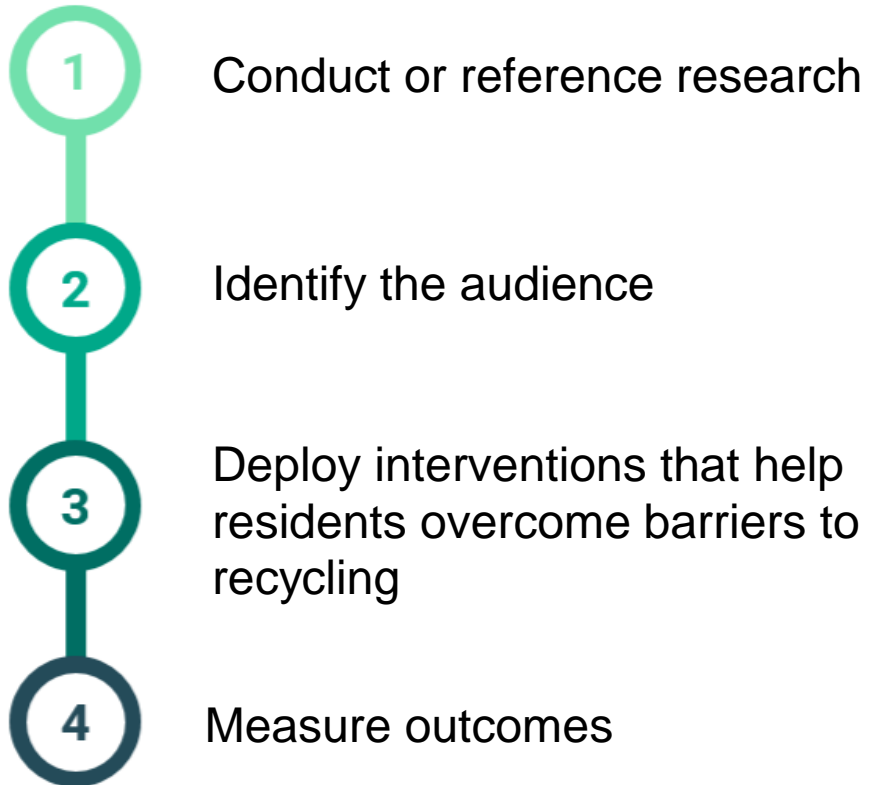 1
Conduct or reference research
2
Identify the audience
3
Deploy interventions that help
residents overcome barriers to
recycling
4
Measure outcomes